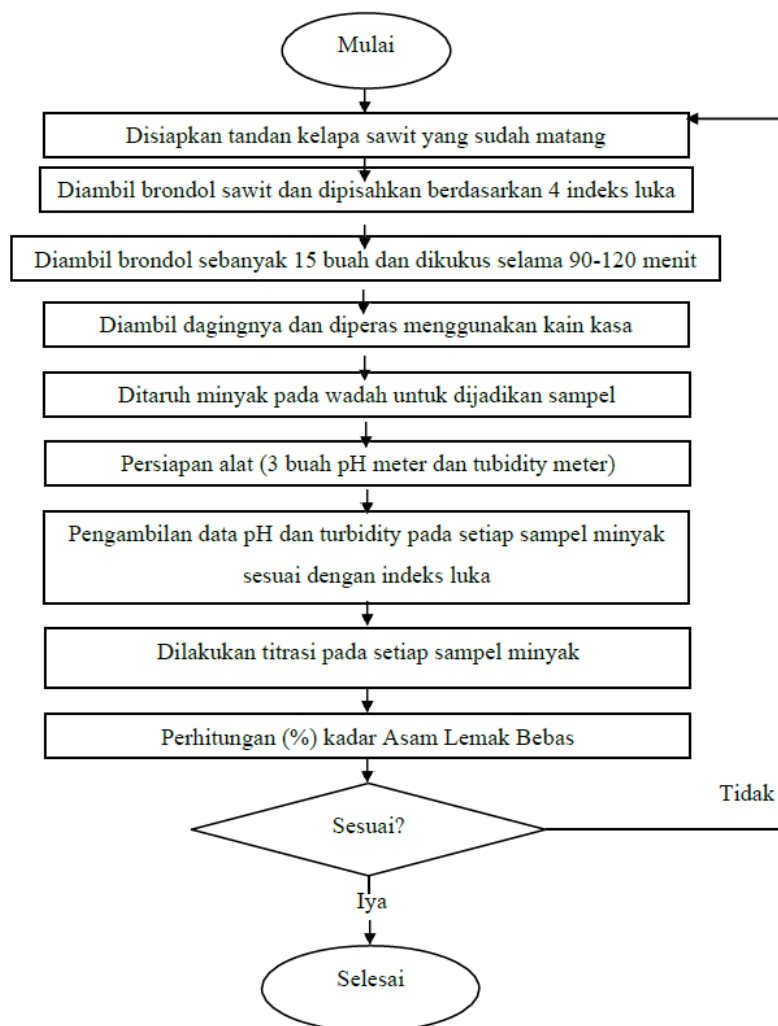 Mulai
Disiapkan tandan kelapa sawit yang sudah matang
Diambil brondol sawit dan dipisahkan berdasarkan 4 indeks luka
Diambil brondol sebanyak 15 buah dan dikukus selama 90-120 menit
Diambil dagingnya dan diperas menggunakan kain kasa
Ditaruh minyak pada wadah untuk dijadikan sampel
Persiapan alat (3 buah pH meter dan tubidity meter)
Pengambilan data pH dan turbidity pada setiap sampel minyak
sesuai dengan indeks luka
Dilakukan titrasi pada setiap sampel minyak
Perhitungan (%) kadar Asam Lemak Bebas
Tidak
Sesuai?
Iya
Selesai